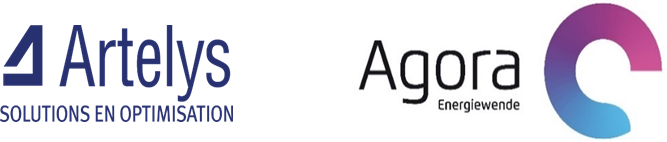 Artelys
SOLUTIONS EN OPTIMISATION
Agora
Energiewende